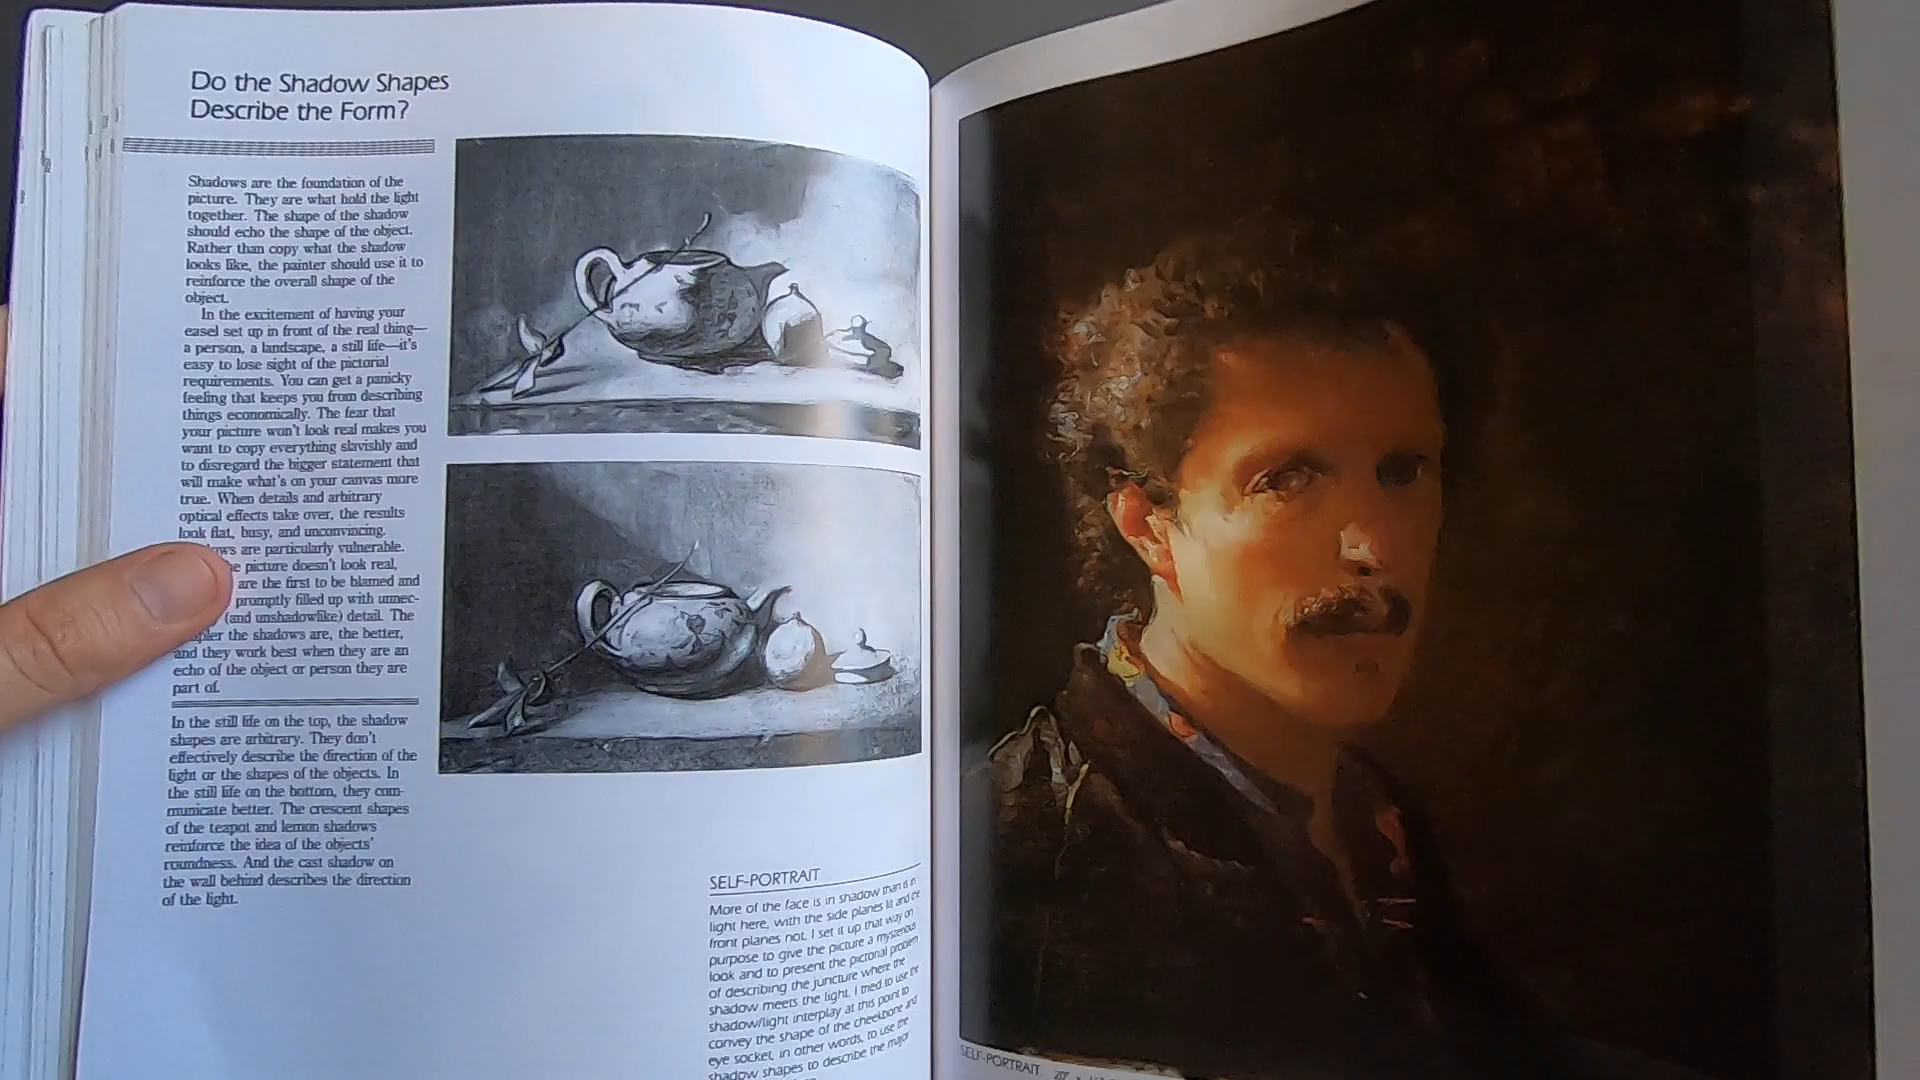 Do the Shadow Shapes
Describe the Form?
Shadows are the foundation of the
picture. They are what hold the light
together. The shape of the shadow
should echo the shape of the object.
Rather than copy what the shadow
looks like, the painter should use it to
reinforce the overall shape of the
object.
In the excitement of having your
easel set up in front of the real thing—
a person, a landscape, a still life—it's
easy to lose sight of the pictorial
requirements. You can get a panicky
feeling that keeps you from describing
things economically. The fear that
your picture won't look real makes you
want to copy everything slavishly and
to disregard the bigger statement that
will make what's on your canvas more
true. When details and arbitrary
optical effects take over, the results
look flat, busy, and unconvincing.
are particularly vulnerable.
picture doesn't look real,
are the first to be blamed and
promptly filled up with unnec-
(and unshadowlike) detail. The
the shadows are, the better,
and they work best when they are an
echo of the object or person they are
part of.
In the still life on the top, the shadow
shapes are arbitrary. They don't
effectively describe the direction of the
light or the shapes of the objects. In
the still life on the bottom, they com-
municate better. The crescent shapes
of the teapot and lemon shadows
reinforce the idea of the objects'
roundness. And the cast shadow on
the wall behind describes the direction
of the light.
SELF-PORTRAIT
More of the face is in shadow than is in
light here, with the side planes lit and the
front planes not. I set it up that way on
purpose to give the picture a mysterious
look and to present the pictorial problem
of describing the juncture where the
shadow meets the light. I tried to use the
shadow/light interplay at this point to
convey the shape of the cheekbone and
eye socket, in other words, to use the
shadow shapes to describe the major
SELF-PORTRAIT, 20"